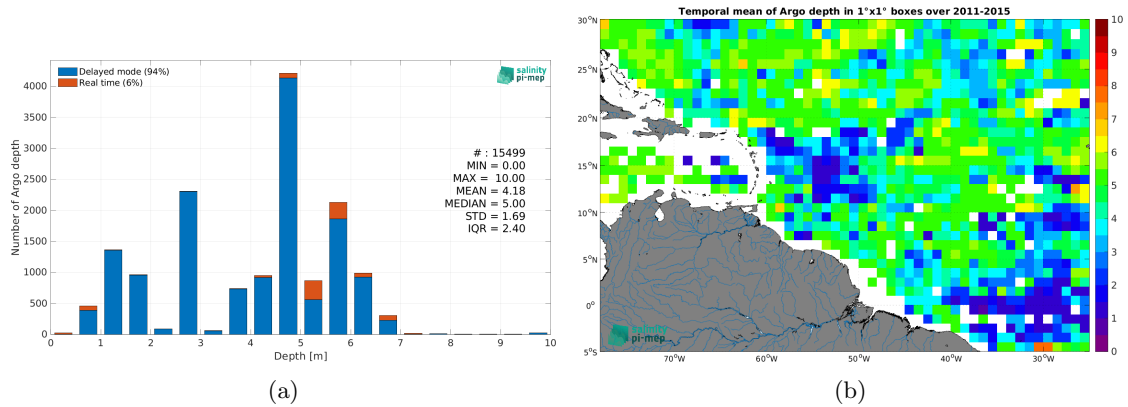 Delayed mode (94%)
Real time (6%)
salinity
pi-mep
# : 15499
MIN = 0.00
MAX = 10.00
MEAN = 4.18
MEDIAN = 5.00
STD = 1.69
IQR = 2.40
Number of Argo depth
4000
3500
3000
2500
2000
1500
1000
500
0
0 1 2 3 4 5 6 7 8 9 10
Depth [m]
(a)
Temporal mean of Argo depth in 1°x1° boxes over 2011-2015
30°N
25°N
20°N
15°N
10°N
5°N
0°
5°S
70°W 60°W 50°W 40°W 30°W
salinity
pi-mep
10
9
8
7
6
5
4
3
2
1
0
(b)